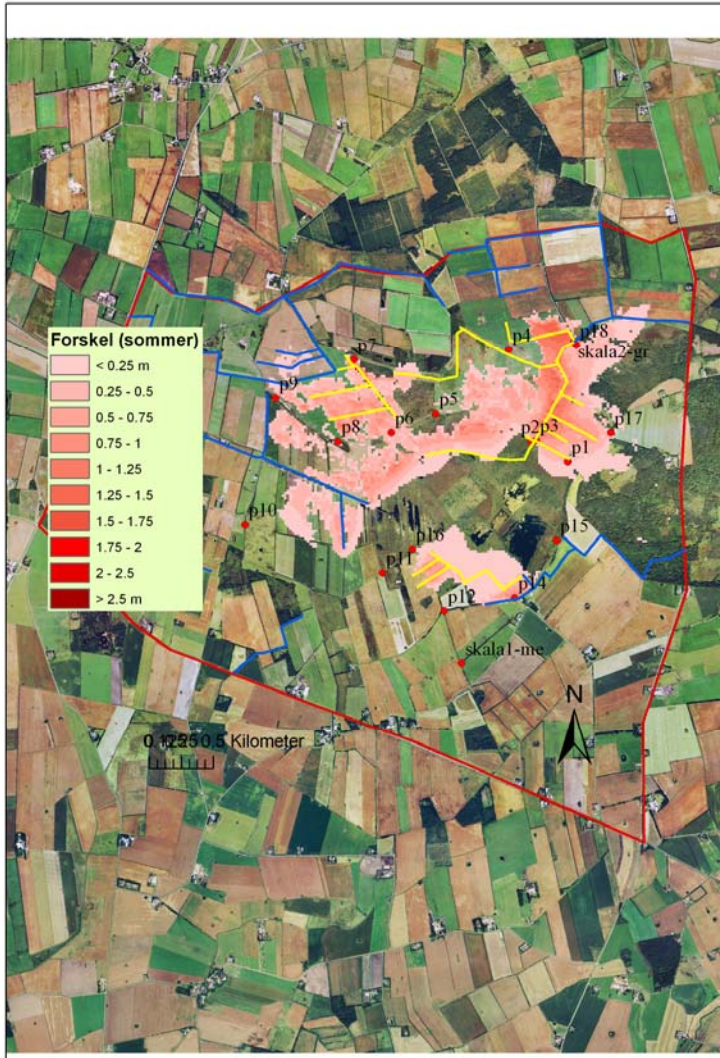 p18
p4
skala2-gr
Forskel (sommer)
< 0.25 m
0.25 - 0.5
0.5 - 0.75
0.75 - 1
1 - 1.25
1.25 - 1.5
1.5 - 1.75
1.75 - 2
2 - 2.5
> 2.5 m
p7
p9
p5
p6
p2p3
p17
p8
p1
p10
p15
p16
p11
p14
p12
skala1-me
N
0,5 Kilometer